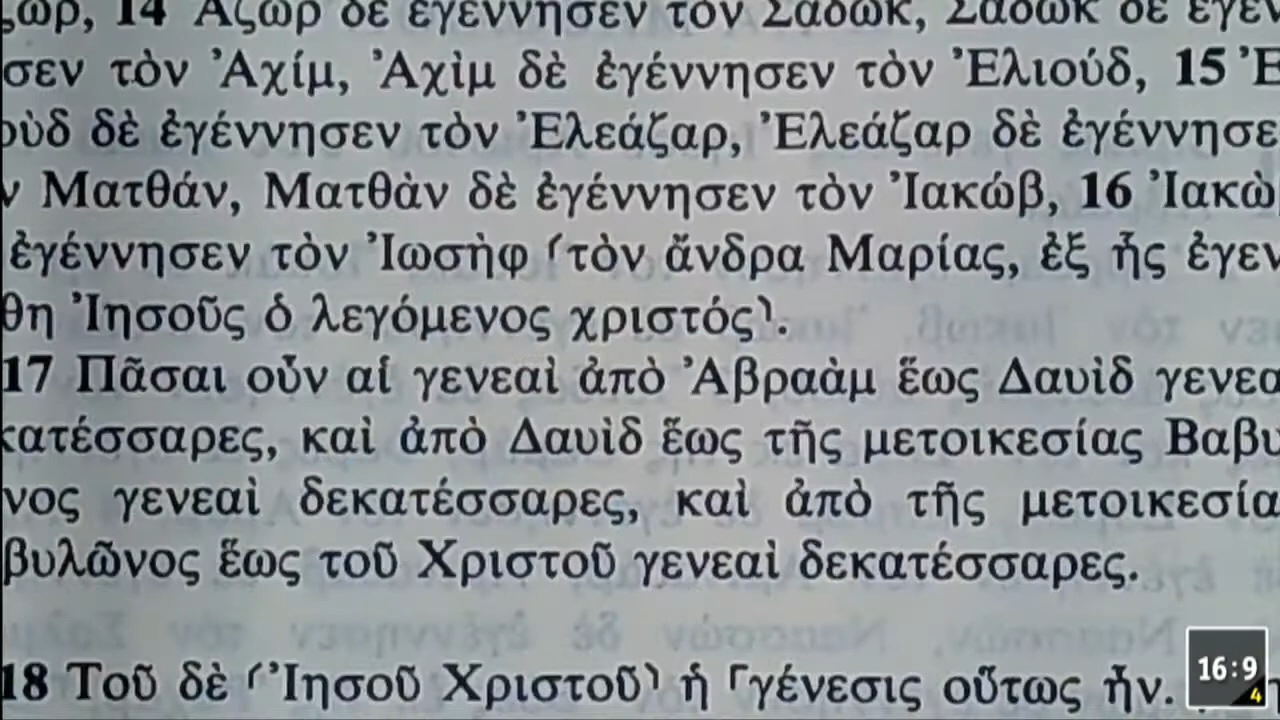 ζωρ, 14 Ἀζὼρ δὲ ἐγέννησεν τὸν Σαδώκ, Σαδὼκ δὲ ἐγέν
σεν τὸν Ἀχίμ, Ἀχὶμ δὲ ἐγέννησεν τὸν Ἐλιούδ, 15 Ἐ
οὺδ δὲ ἐγέννησεν τὸν Ἐλεάζαρ, Ἐλεάζαρ δὲ ἐγέννησε
ν Ματθάν, Ματθὰν δὲ ἐγέννησεν τὸν Ἰακώβ, 16 Ἰακὼ
ἐγέννησεν τὸν Ἰωσὴφ ⸂τὸν ἄνδρα Μαρίας, ἐξ ἧς ἐγεν
θη Ἰησοῦς ὁ λεγόμενος χριστός⸃.
17 Πᾶσαι οὖν αἱ γενεαὶ ἀπὸ Ἀβραὰμ ἕως Δαυὶδ γενεα
κατέσσαρες, καὶ ἀπὸ Δαυὶδ ἕως τῆς μετοικεσίας Βαβυ
νος γενεαὶ δεκατέσσαρες, καὶ ἀπὸ τῆς μετοικεσία
βυλῶνος ἕως τοῦ Χριστοῦ γενεαὶ δεκατέσσαρες.
18 Τοῦ δὲ ⸂Ἰησοῦ Χριστοῦ⸃ ἡ ⸀γένεσις οὕτως ἦν.
16:9
4